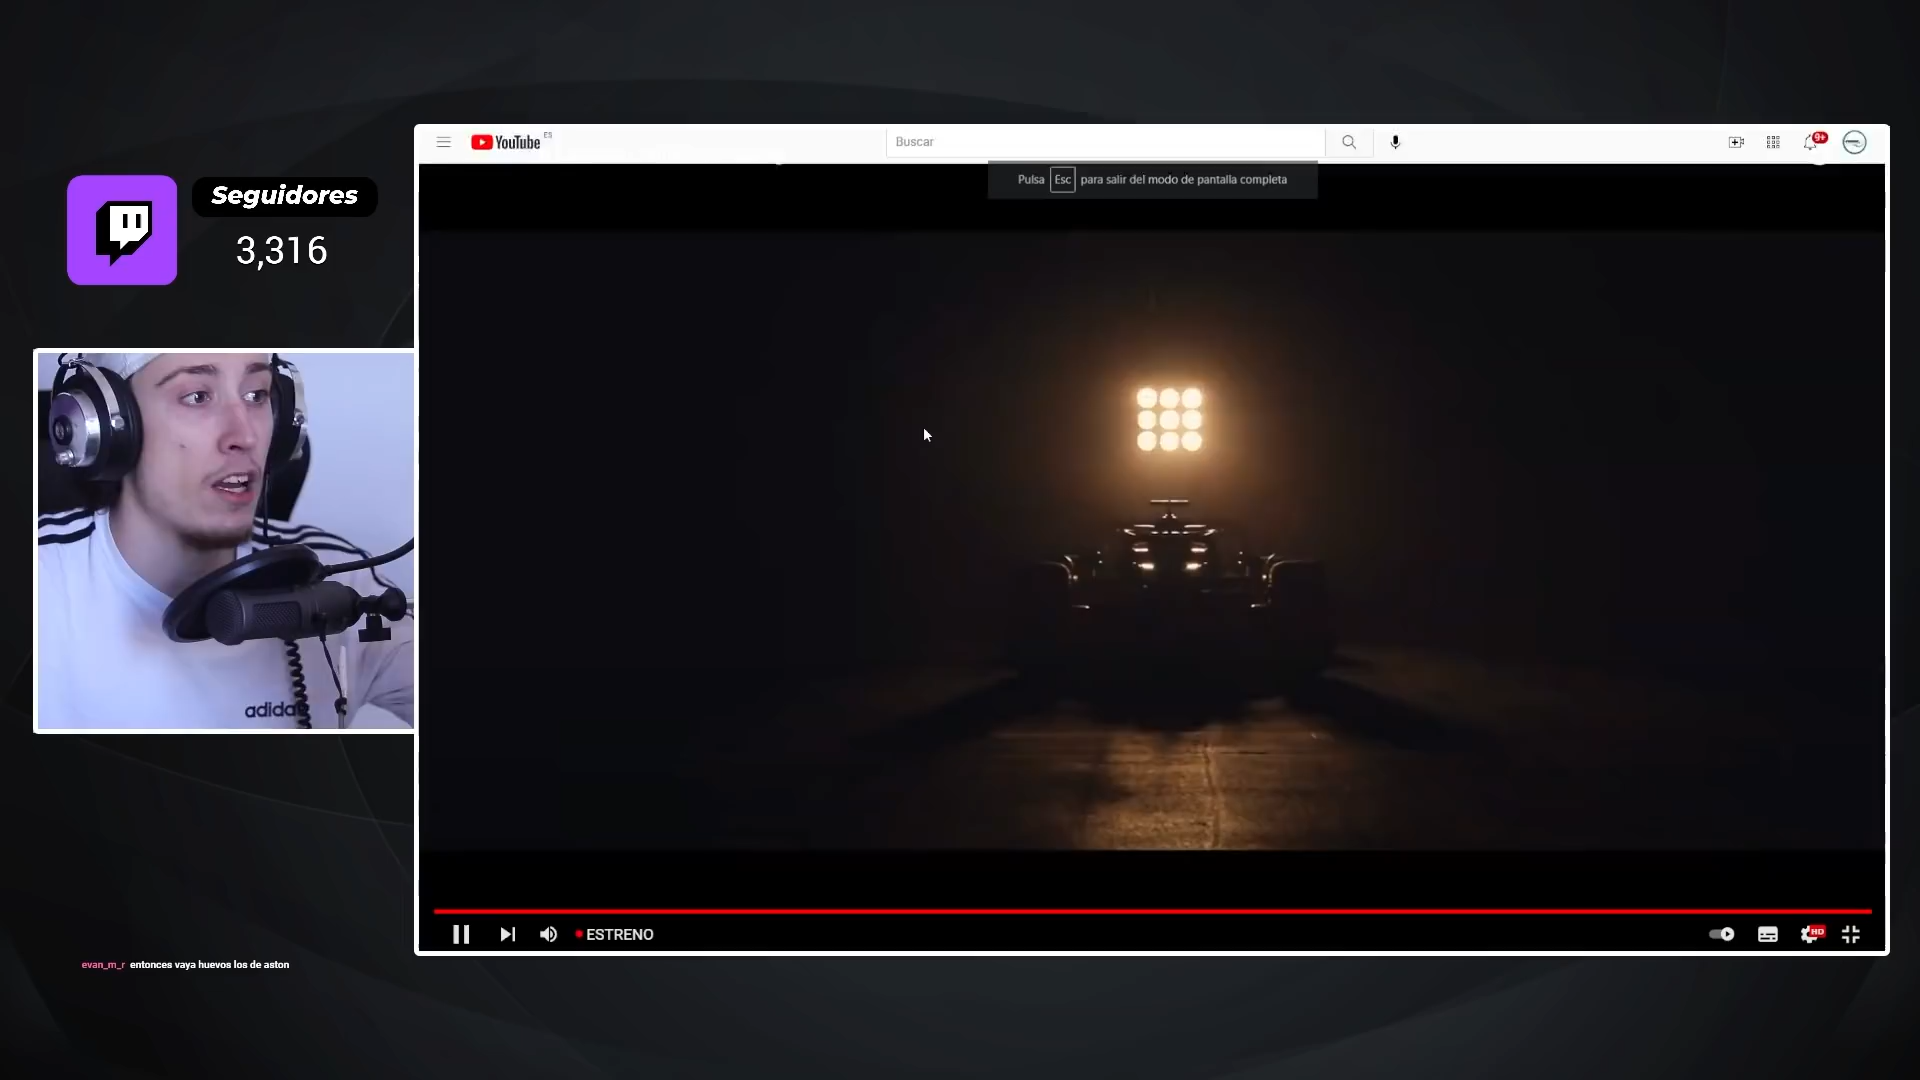 YouTube ES
Buscar
9+
Pulsa Esc para salir del modo de pantalla completa
Seguidores
3,316
adidas
ESTRENO
HD
evan_m_r entonces vaya huevos los de aston